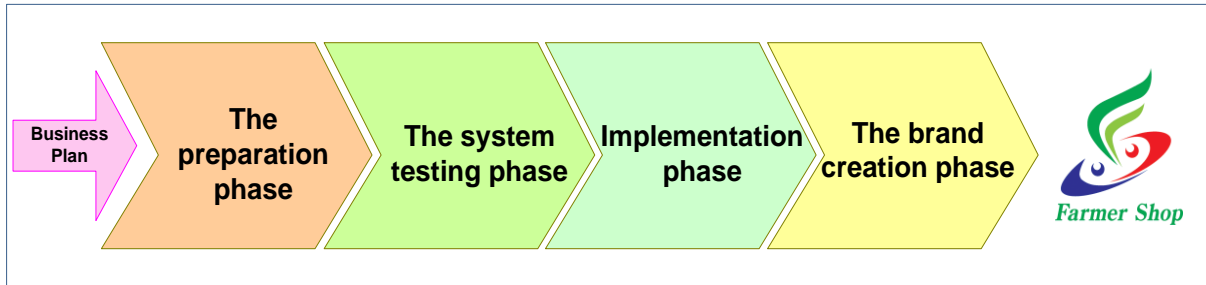 Business
Plan
The
preparation
phase
The system
testing phase
Implementation
phase
The brand
creation phase
Farmer Shop